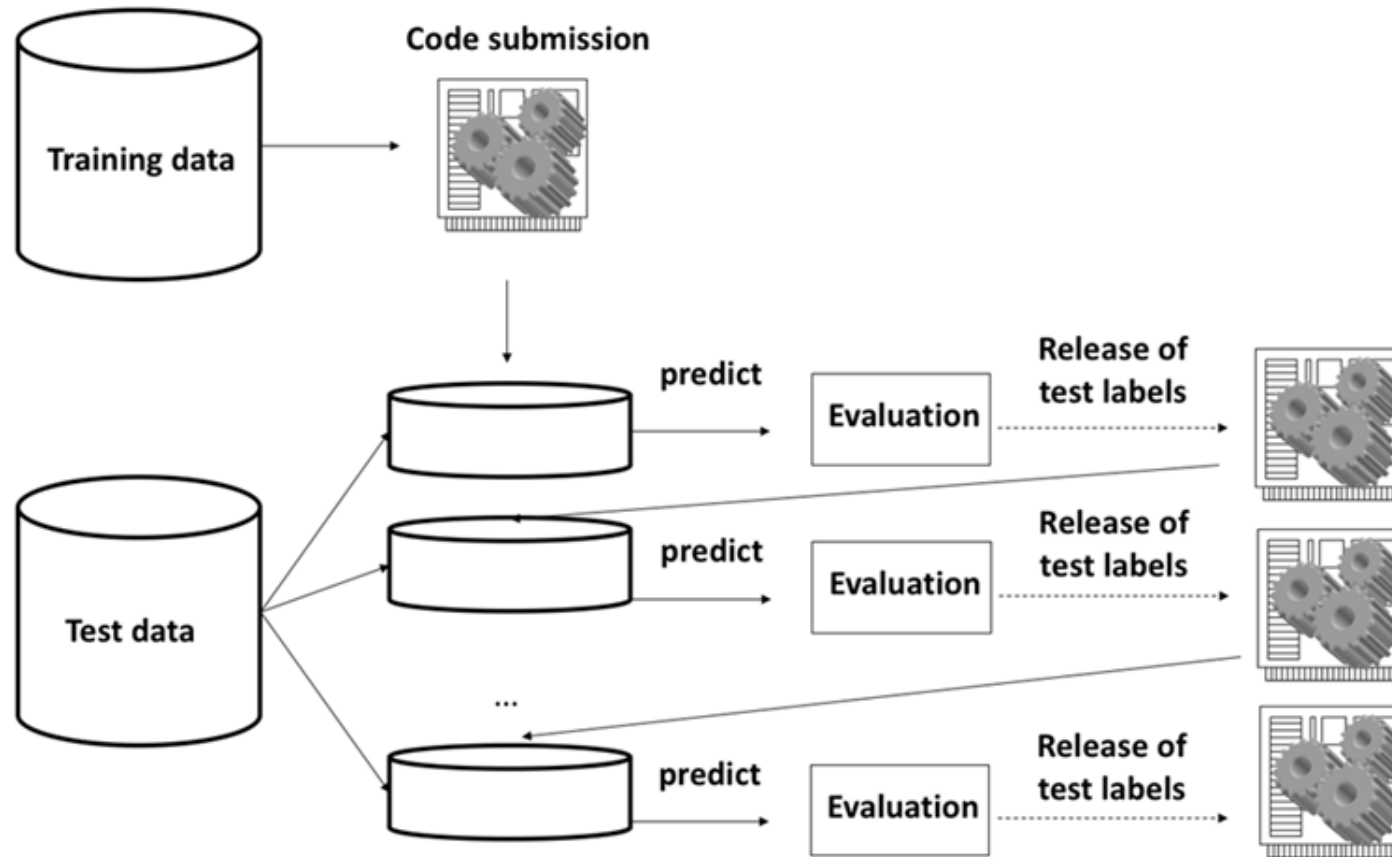 Code submission
Training data
predict
Evaluation
Release of
test labels
predict
Evaluation
Release of
test labels
Test data
...
predict
Evaluation
Release of
test labels